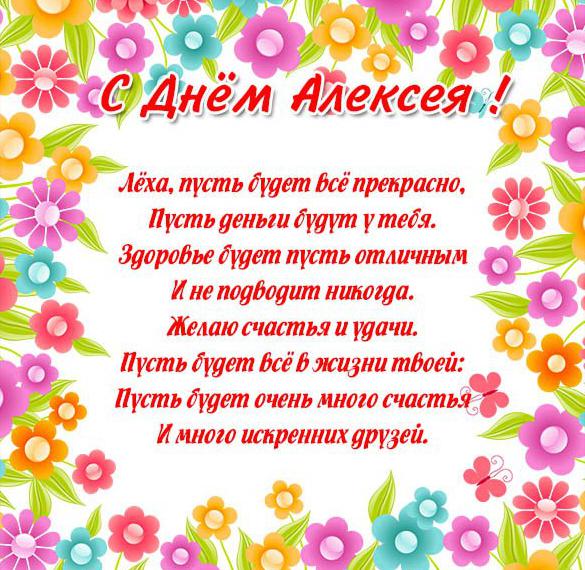 С Днём Алексея !
Лёха, пусть будет всё прекрасно,
Пусть деньги будут у тебя.
Здоровье будет пусть отличным
И не подводит никогда.
Желаю счастья и удачи.
Пусть будет всё в жизни твоей:
Пусть будет очень много счастья
И много искренних друзей.